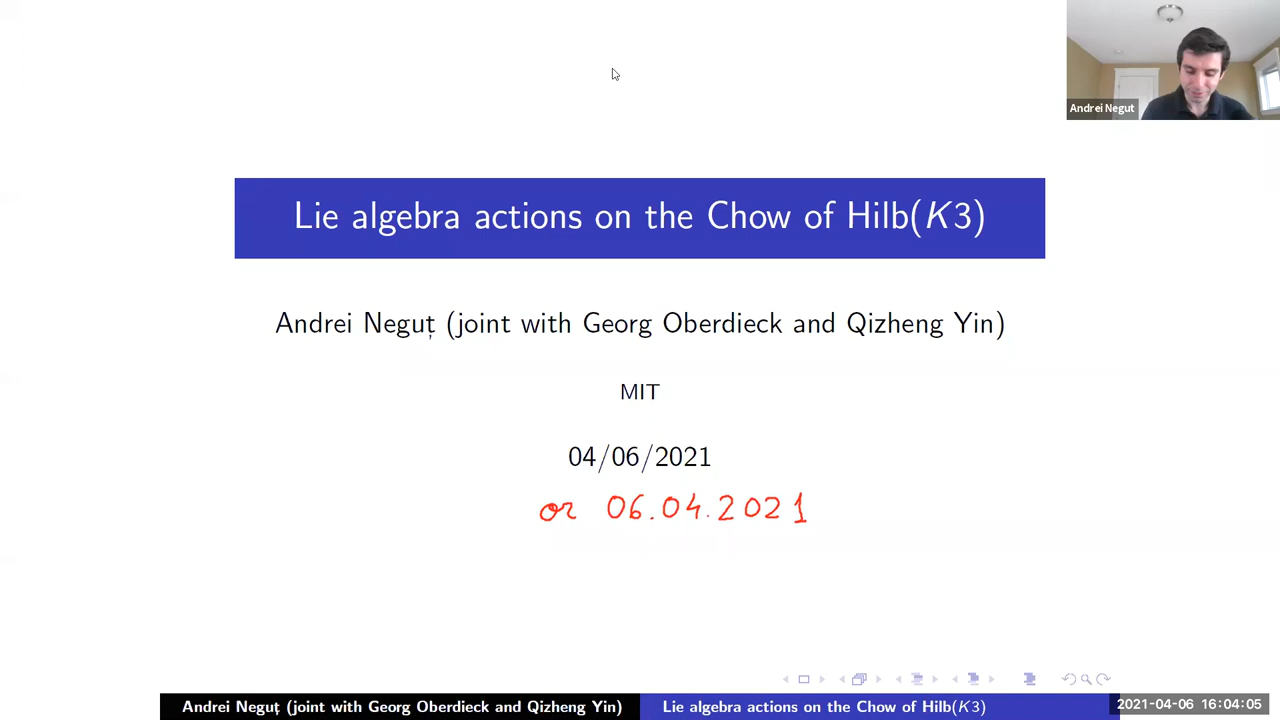 Andrei Negut
Lie algebra actions on the Chow of Hilb(K3)
Andrei Neguț (joint with Georg Oberdieck and Qizheng Yin)
MIT
04/06/2021
or 06.04.2021
Andrei Neguț (joint with Georg Oberdieck and Qizheng Yin)
Lie algebra actions on the Chow of Hilb(K3)
2021-04-06 16:04:05